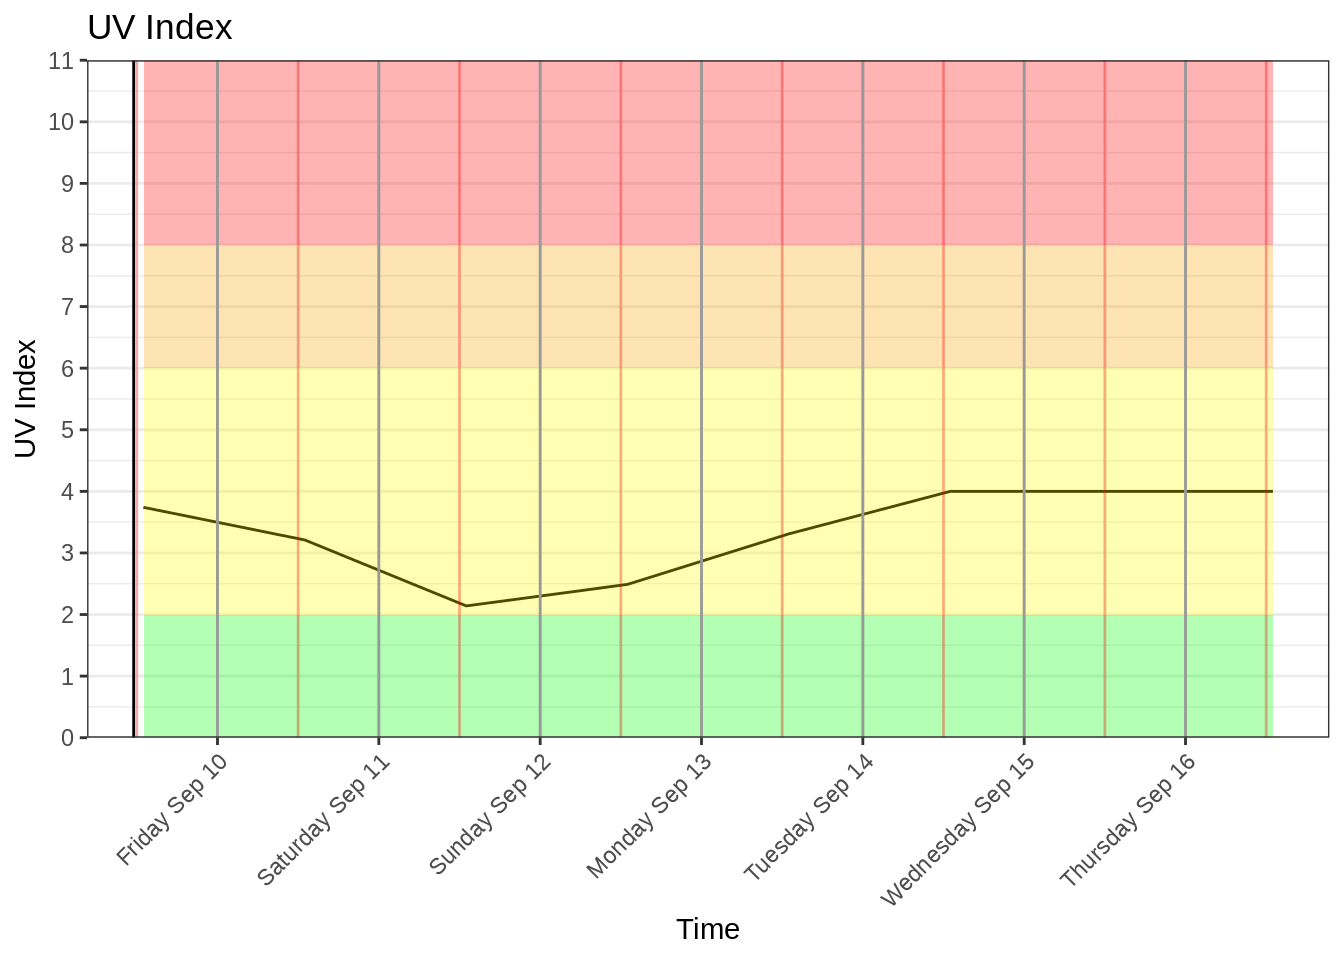 UV Index
11
10
9
8
7
6
5
4
3
2
1
0
UV Index
Friday Sep 10
Saturday Sep 11
Sunday Sep 12
Monday Sep 13
Tuesday Sep 14
Wednesday Sep 15
Thursday Sep 16
Time